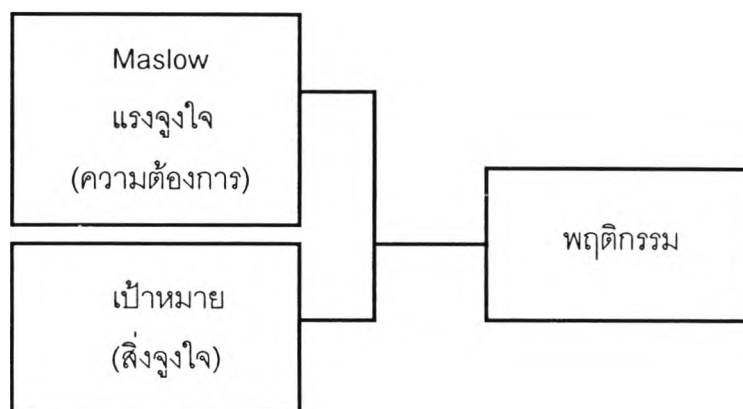 Maslow
แรงจูงใจ
(ความต้องการ)
เป้าหมาย
(สิ่งจูงใจ)
พฤติกรรม